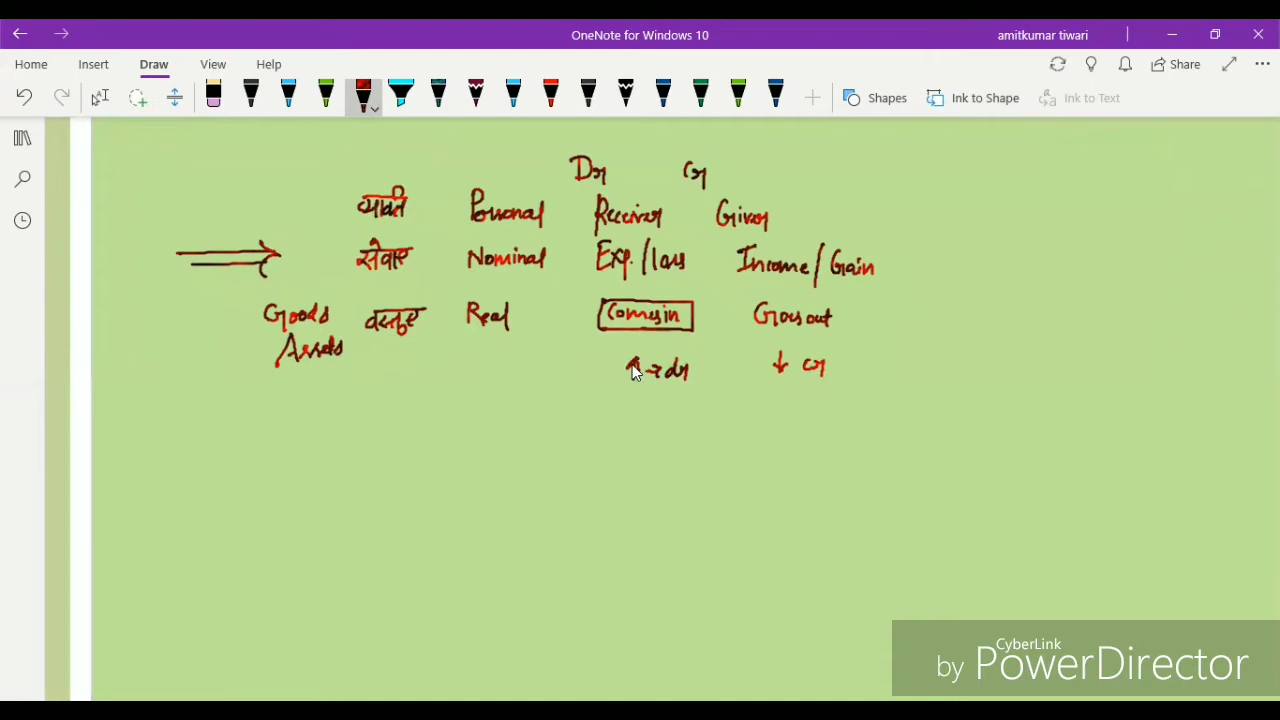 OneNote for Windows 10
amitkumar tiwari
Home Insert Draw View Help
Share
Shapes Ink to Shape Ink to Text
Dr Cr
व्यक्ति Personal Receiver Giver
सेवाए Nominal Exp./loss Income/Gain
Goods वस्तुए Real Comes in Goes out
Assets
↑→dr ↓ cr
CyberLink
by PowerDirector